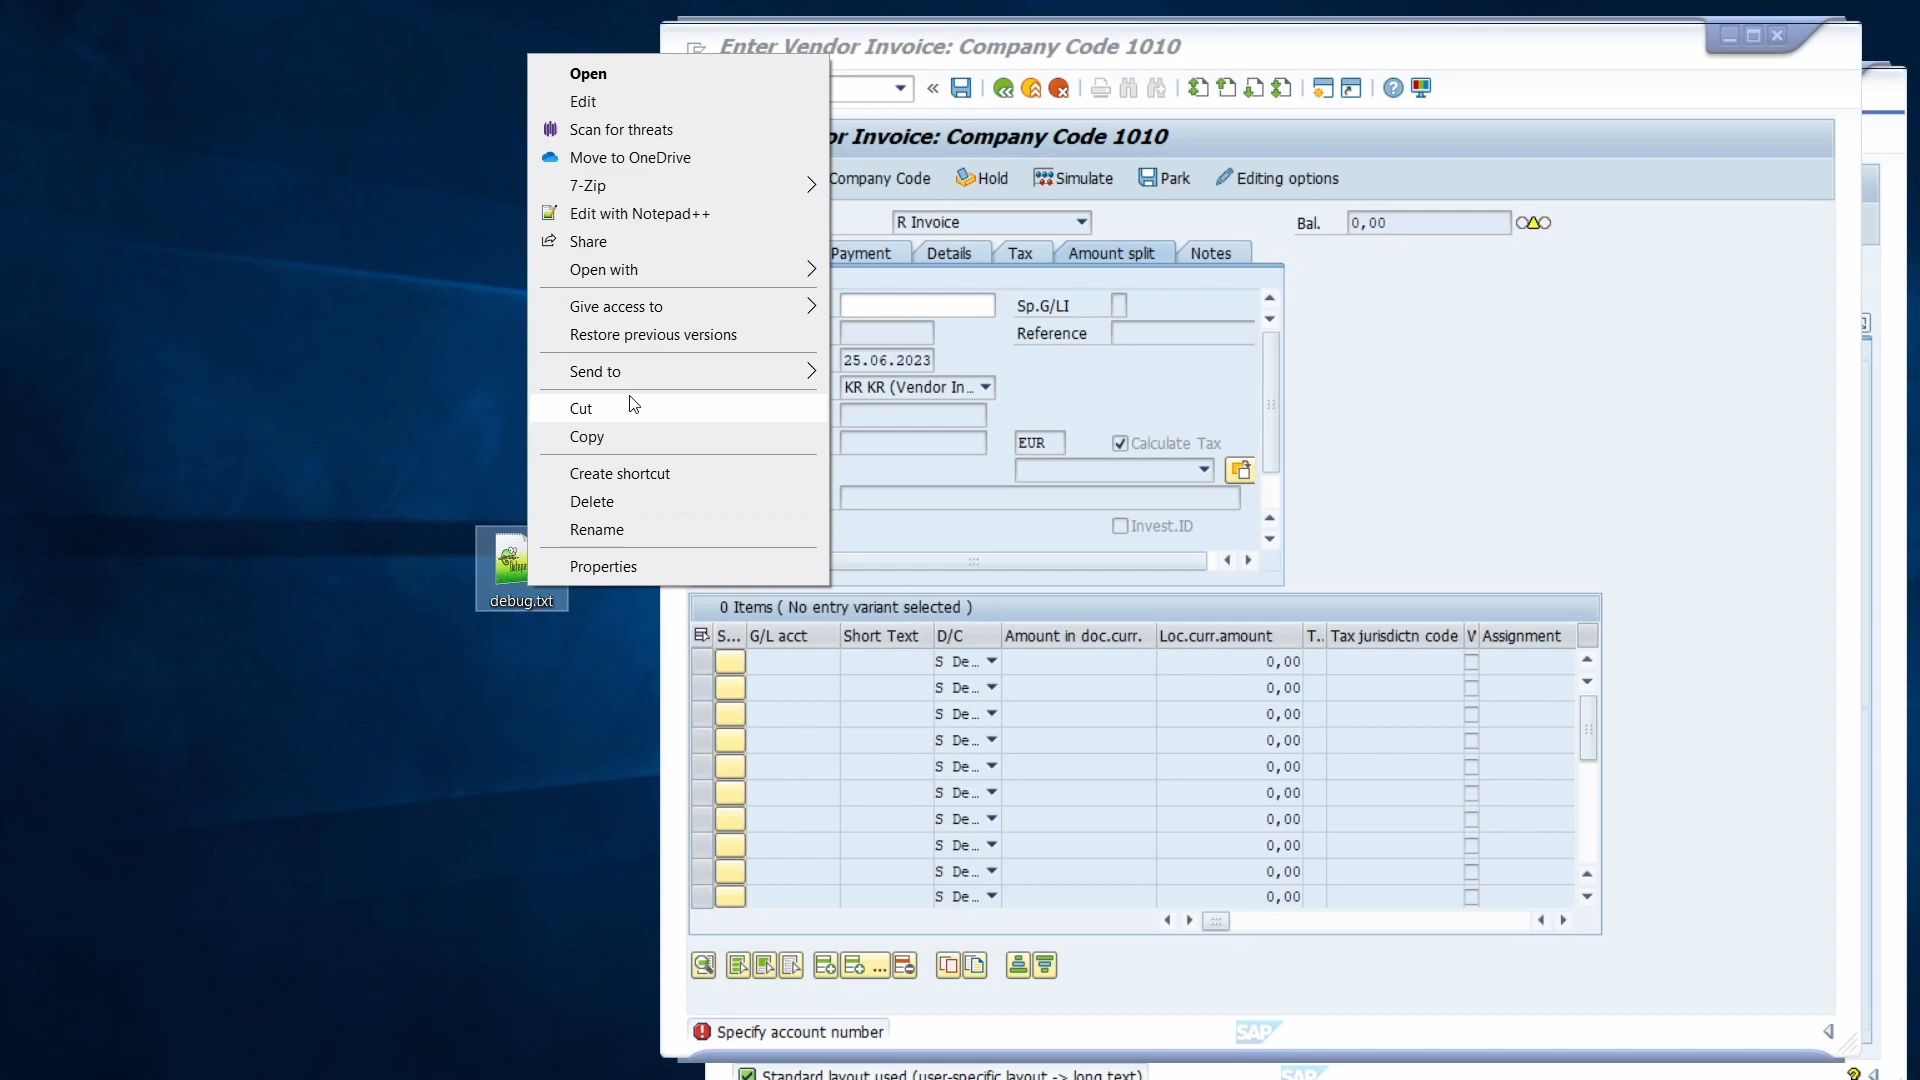 Enter Vendor Invoice: Company Code 1010
Open
Edit
Scan for threats
Move to OneDrive
7-Zip
Edit with Notepad++
Share
Open with
Give access to
Restore previous versions
Send to
Cut
Copy
Create shortcut
Delete
Rename
Properties
debug.txt
or Invoice: Company Code 1010
Company Code Hold Simulate Park Editing options
R Invoice Bal. 0,00
Payment Details Tax Amount split Notes
Sp.G/LI
Reference
25.06.2023
KR KR (Vendor In...
EUR Calculate Tax
Invest.ID
0 Items ( No entry variant selected )
S... G/L acct Short Text D/C Amount in doc.curr. Loc.curr.amount T.. Tax jurisdictn code V Assignment
S De... 0,00
S De... 0,00
S De... 0,00
S De... 0,00
S De... 0,00
S De... 0,00
S De... 0,00
S De... 0,00
S De... 0,00
S De... 0,00
Specify account number SAP
Standard layout used (user-specific layout -> long text) SAP